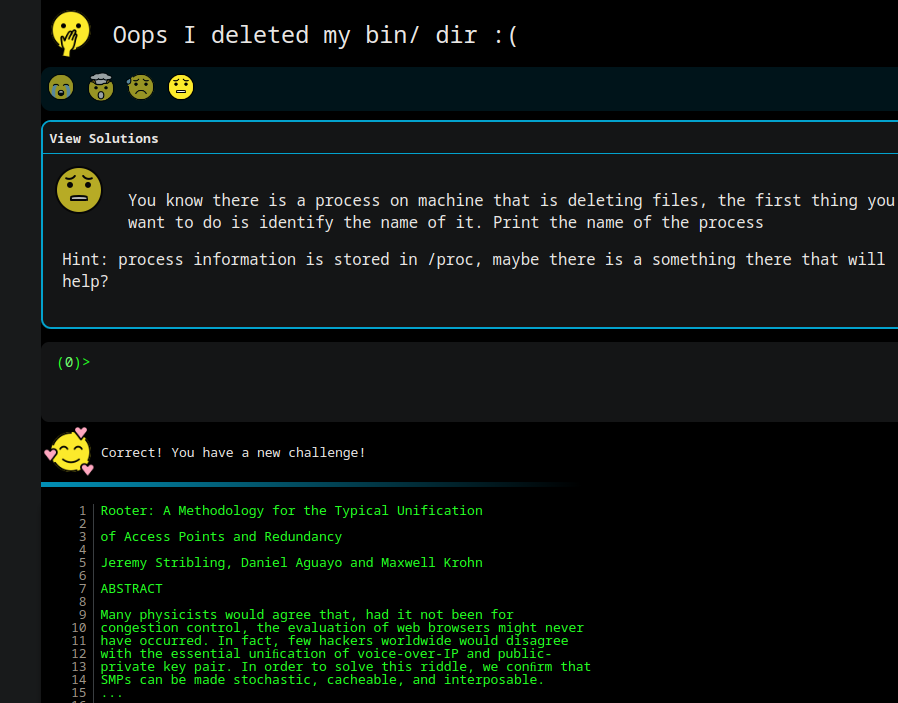 Oops I deleted my bin/ dir :(
View Solutions
You know there is a process on machine that is deleting files, the first thing you
want to do is identify the name of it. Print the name of the process
Hint: process information is stored in /proc, maybe there is a something there that will
help?
(0)>
Correct! You have a new challenge!
1 Rooter: A Methodology for the Typical Unification
2
3 of Access Points and Redundancy
4
5 Jeremy Stribling, Daniel Aguayo and Maxwell Krohn
6
7 ABSTRACT
8
9 Many physicists would agree that, had it not been for
10 congestion control, the evaluation of web browsers might never
11 have occurred. In fact, few hackers worldwide would disagree
12 with the essential unification of voice-over-IP and public-
13 private key pair. In order to solve this riddle, we confirm that
14 SMPs can be made stochastic, cacheable, and interposable.
15 ...